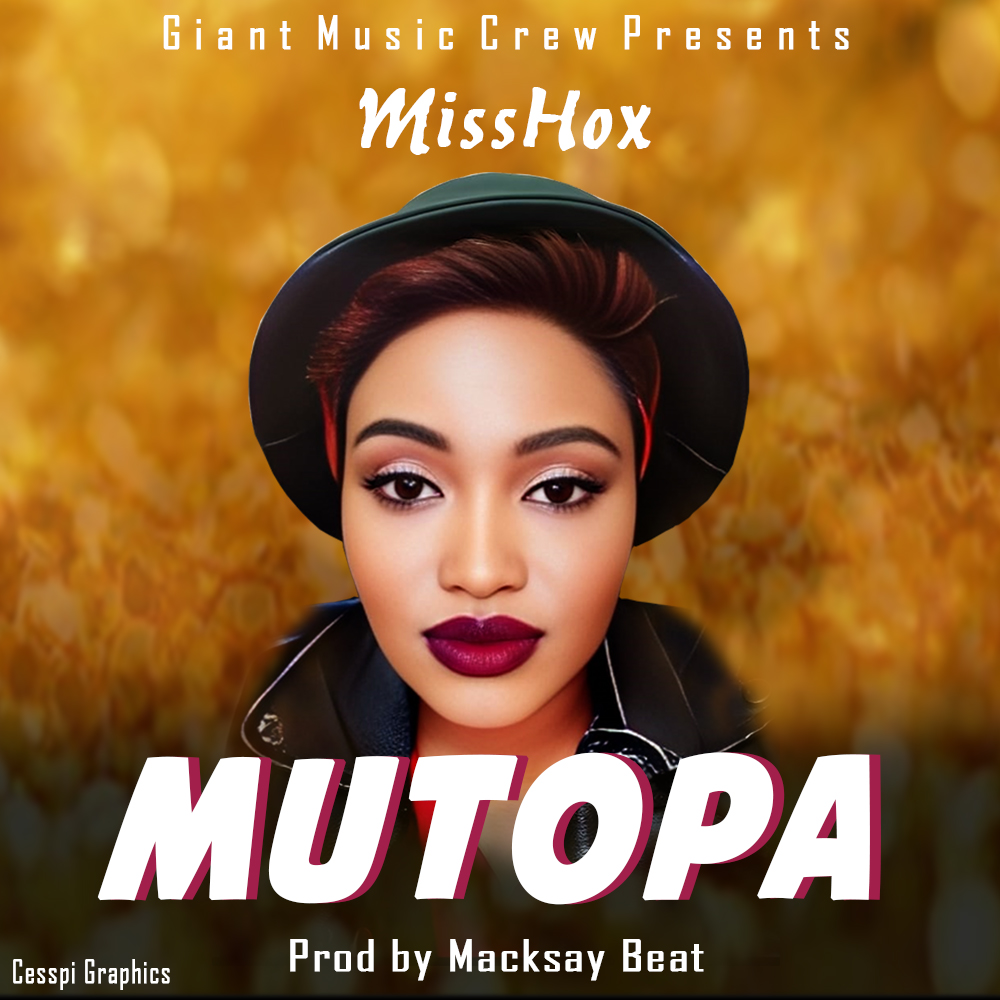 Giant Music Crew Presents
MissHox
MUTOPA
Prod by Macksay Beat
Cesspi Graphics